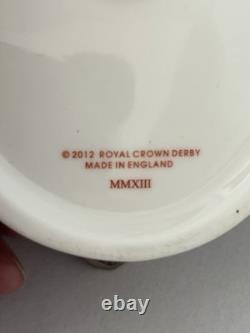 © 2012 ROYAL CROWN DERBY
MADE IN ENGLAND
MMXIII